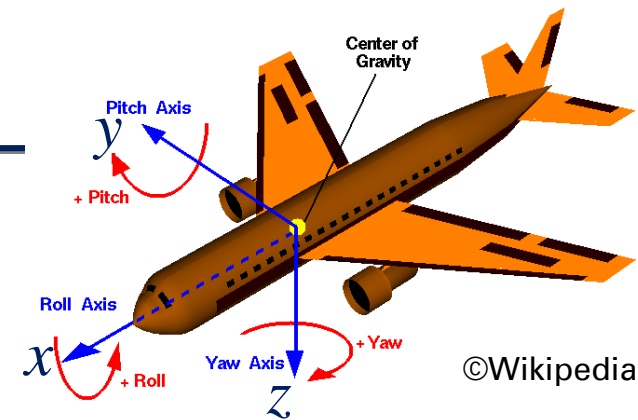 Center of
Gravity
Pitch Axis
y
+ Pitch
Roll Axis
x
+ Roll
Yaw Axis
+ Yaw
z
©Wikipedia